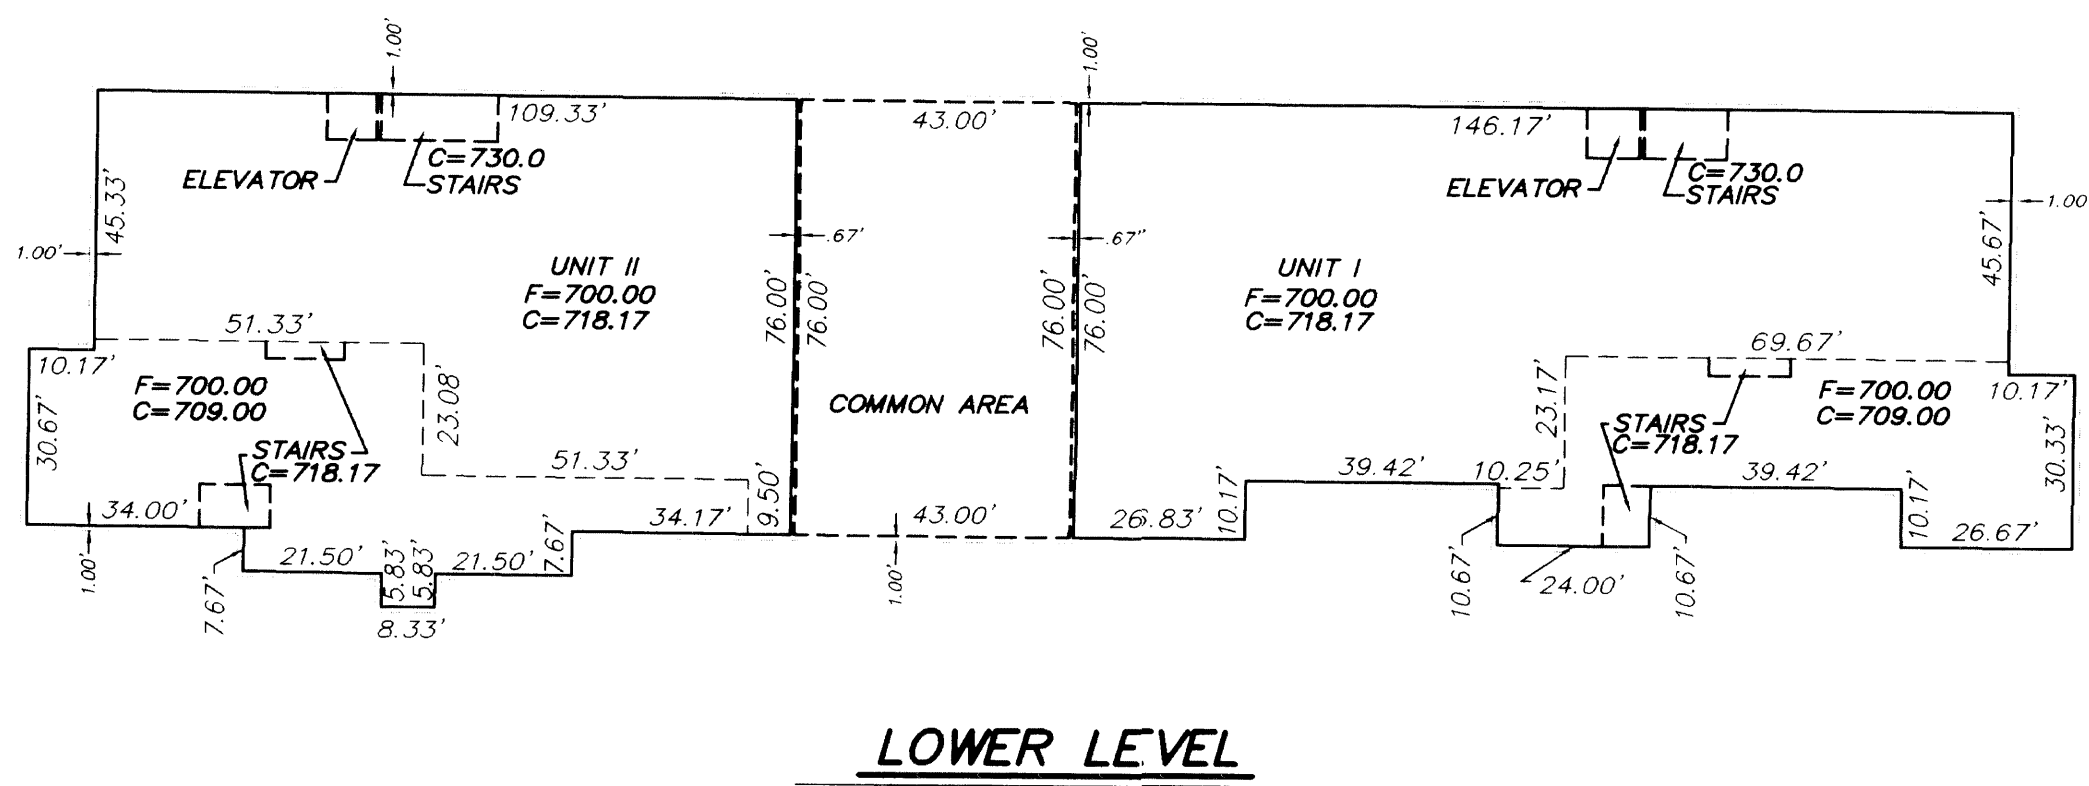 1.00'
1.00'
109.33'
43.00'
146.17'
C=730.0
STAIRS
ELEVATOR
C=730.0
STAIRS
ELEVATOR
45.33'
1.00'
1.00
45.67'
.67'
.67"
UNIT II
F=700.00
C=718.17
UNIT I
F=700.00
C=718.17
76.00'
76.00'
76.00'
76.00'
51.33'
69.67'
10.17'
F=700.00
C=709.00
23.08'
COMMON AREA
23.17'
F=700.00
C=709.00
10.17'
30.67'
STAIRS
C=718.17
51.33'
STAIRS
C=718.17
30.33'
39.42'
10.25'
39.42'
34.00'
34.17'
9.50'
43.00'
26.83'
10.17'
10.17'
26.67'
1.00'
7.67'
21.50'
5.83'
5.83'
21.50'
7.67'
1.00'
10.67'
24.00'
10.67'
8.33'
LOWER LEVEL